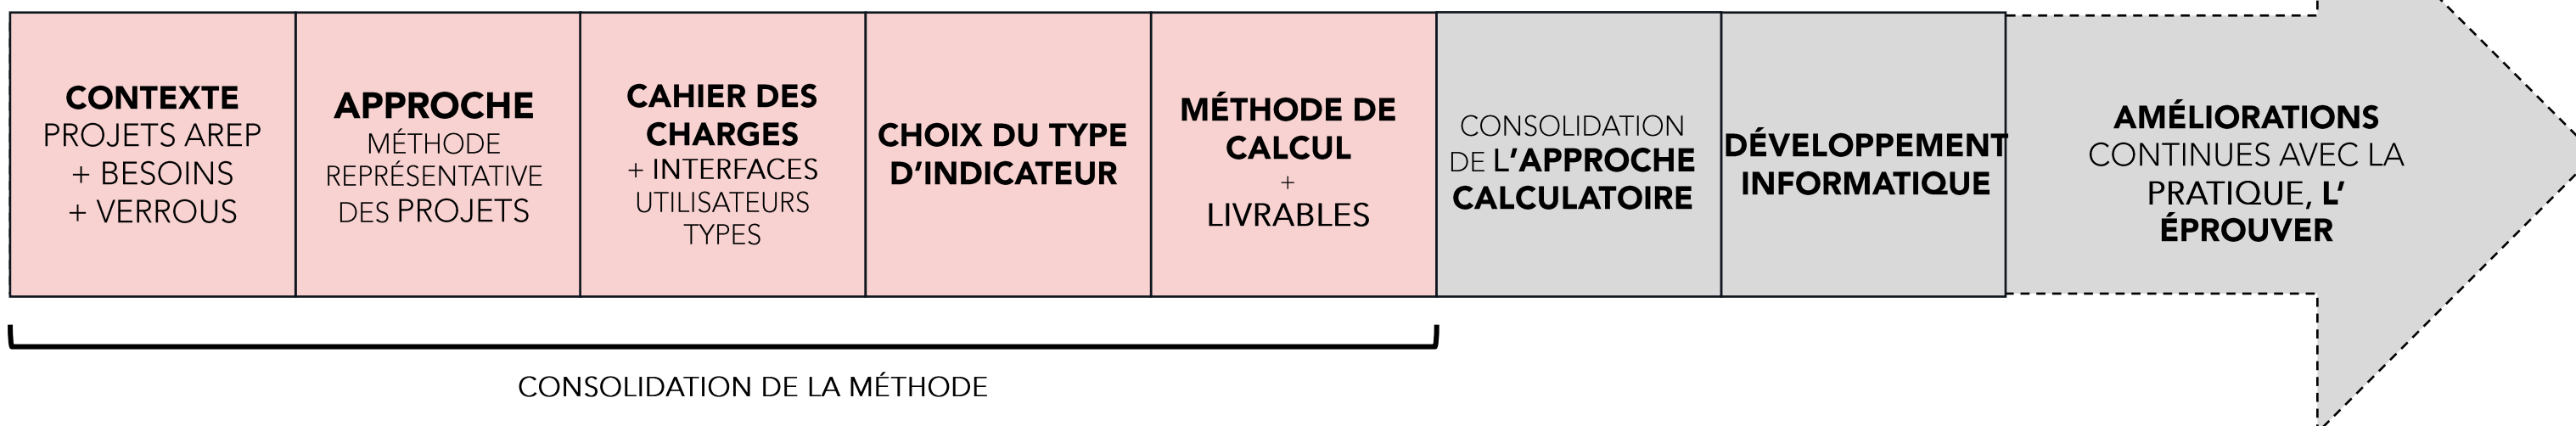 CONTEXTE
PROJETS AREP
+ BESOINS
+ VERROUS
APPROCHE
MÉTHODE
REPRÉSENTATIVE
DES PROJETS
CAHIER DES
CHARGES
+ INTERFACES
UTILISATEURS
TYPES
CHOIX DU TYPE
D’INDICATEUR
MÉTHODE DE
CALCUL
+
LIVRABLES
CONSOLIDATION
DE L’APPROCHE
CALCULATOIRE
DÉVELOPPEMENT
INFORMATIQUE
AMÉLIORATIONS
CONTINUES AVEC LA
PRATIQUE, L’
ÉPROUVER
CONSOLIDATION DE LA MÉTHODE